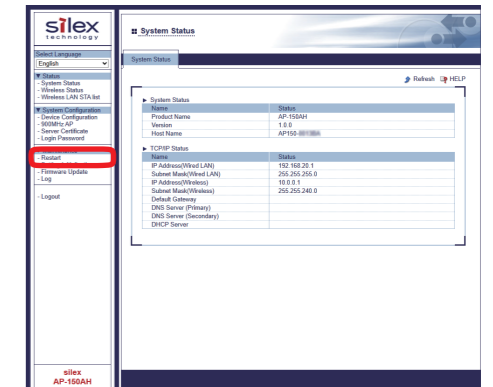 silex
technology
Select Language
English
▼ Status
- System Status
- Wireless Status
- Wireless LAN STA list
▼ System Configuration
- Device Configuration
- 900MHz AP
- Server Certificate
- Login Password
- Restart
- Firmware Update
- Log
- Logout
silex
AP-150AH
System Status
System Status
Refresh HELP
► System Status
Name Status
Product Name AP-150AH
Version 1.0.0
Host Name AP150-
► TCP/IP Status
Name Status
IP Address(Wired LAN) 192.168.20.1
Subnet Mask(Wired LAN) 255.255.255.0
IP Address(Wireless) 10.0.0.1
Subnet Mask(Wireless) 255.255.240.0
Default Gateway
DNS Server (Primary)
DNS Server (Secondary)
DHCP Server